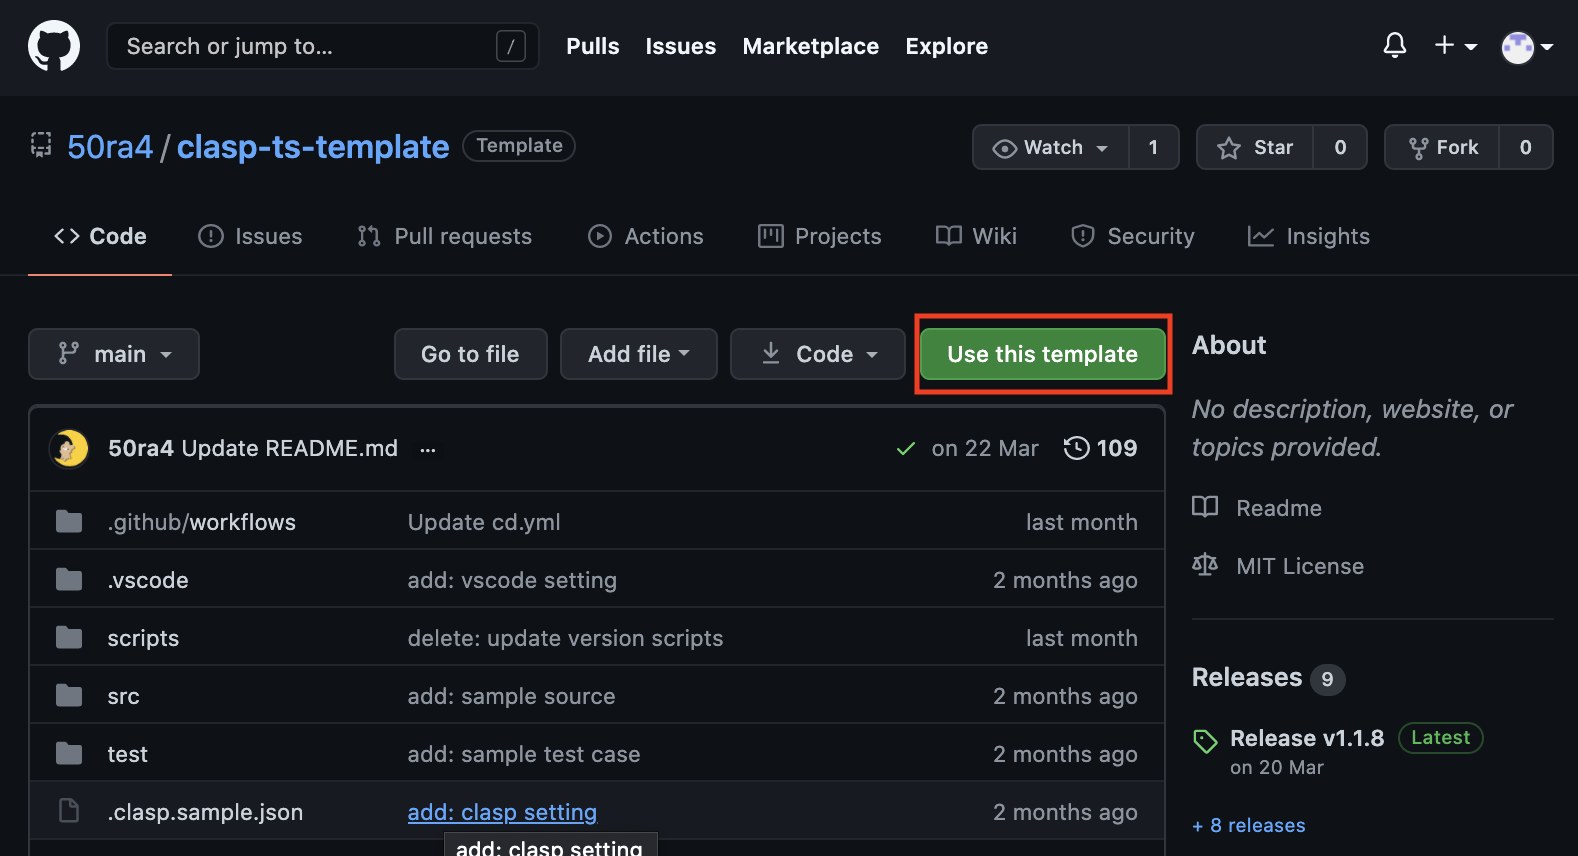 Search or jump to... /
Pulls Issues Marketplace Explore
50ra4 / clasp-ts-template Template
Watch 1 Star 0 Fork 0
Code Issues Pull requests Actions Projects Wiki Security Insights
main Go to file Add file Code Use this template
50ra4 Update README.md ... on 22 Mar 109
.github/workflows Update cd.yml last month
.vscode add: vscode setting 2 months ago
scripts delete: update version scripts last month
src add: sample source 2 months ago
test add: sample test case 2 months ago
.clasp.sample.json add: clasp setting 2 months ago
add: clasp setting
About
No description, website, or
topics provided.
Readme
MIT License
Releases 9
Release v1.1.8 Latest
on 20 Mar
+ 8 releases